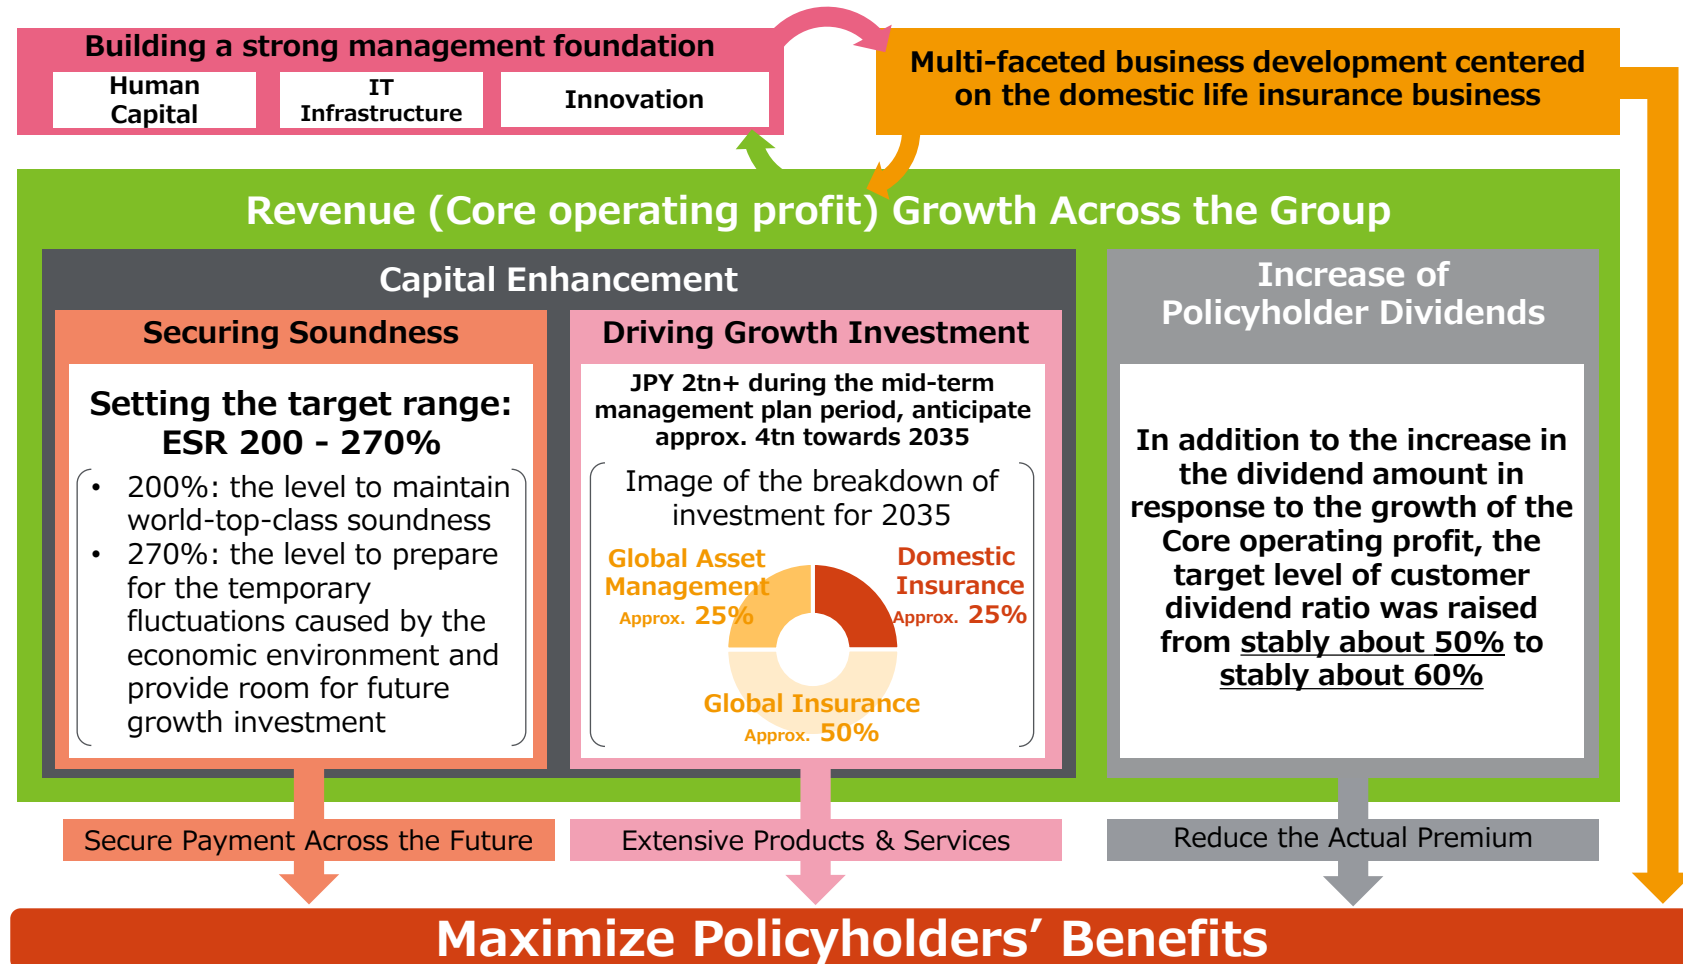 Building a strong management foundation
Human
Capital
IT
Infrastructure
Innovation
Multi-faceted business development centered
on the domestic life insurance business
Revenue (Core operating profit) Growth Across the Group
Capital Enhancement
Securing Soundness
Setting the target range:
ESR 200 - 270%
• 200%: the level to maintain
world-top-class soundness
• 270%: the level to prepare
for the temporary
fluctuations caused by the
economic environment and
provide room for future
growth investment
Driving Growth Investment
JPY 2tn+ during the mid-term
management plan period, anticipate
approx. 4tn towards 2035
Image of the breakdown of
investment for 2035
Global Asset
Management
Approx. 25%
Domestic
Insurance
Approx. 25%
Global Insurance
Approx. 50%
Increase of
Policyholder Dividends
In addition to the increase in
the dividend amount in
response to the growth of the
Core operating profit, the
target level of customer
dividend ratio was raised
from stably about 50% to
stably about 60%
Secure Payment Across the Future
Extensive Products & Services
Reduce the Actual Premium
Maximize Policyholders’ Benefits